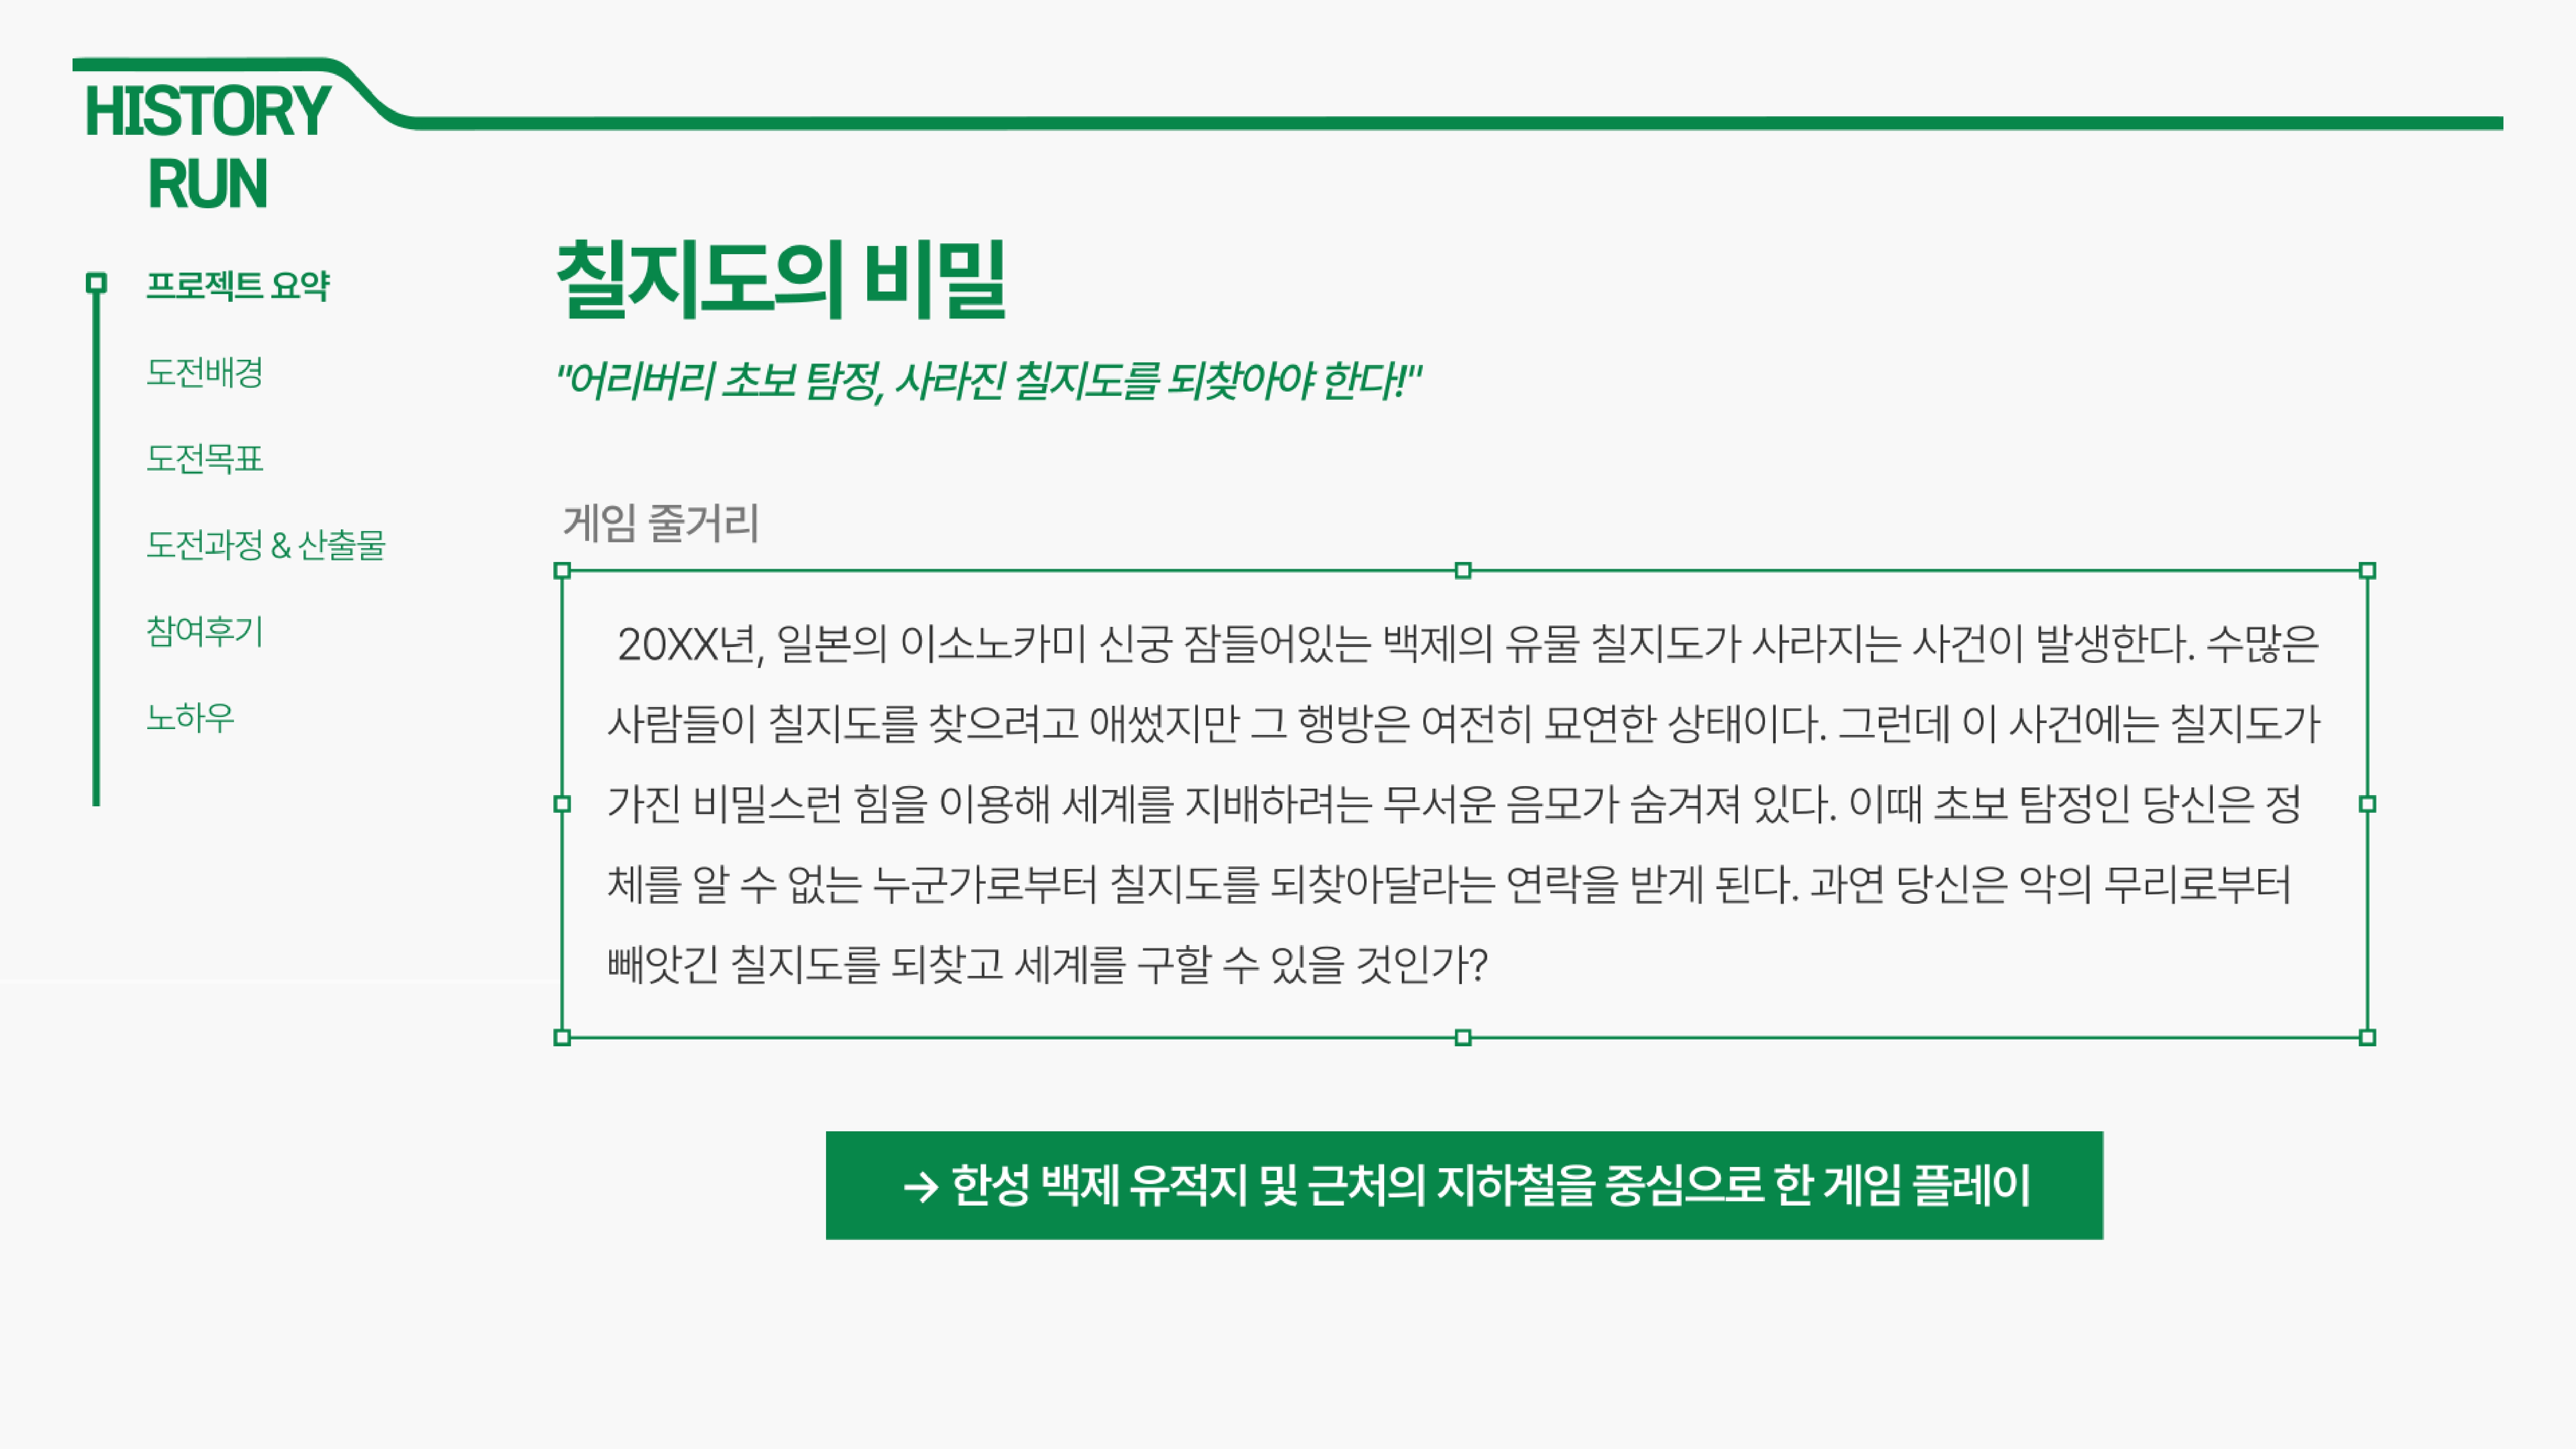 HISTORY
RUN
프로젝트 요약
도전배경
도전목표
도전과정 & 산출물
참여후기
노하우
칠지도의 비밀
"어리버리 초보 탐정, 사라진 칠지도를 되찾아야 한다!"
게임 줄거리
20XX년, 일본의 이소노카미 신궁 잠들어있는 백제의 유물 칠지도가 사라지는 사건이 발생한다. 수많은
사람들이 칠지도를 찾으려고 애썼지만 그 행방은 여전히 묘연한 상태이다. 그런데 이 사건에는 칠지도가
가진 비밀스런 힘을 이용해 세계를 지배하려는 무서운 음모가 숨겨져 있다. 이때 초보 탐정인 당신은 정
체를 알 수 없는 누군가로부터 칠지도를 되찾아달라는 연락을 받게 된다. 과연 당신은 악의 무리로부터
빼앗긴 칠지도를 되찾고 세계를 구할 수 있을 것인가?
→ 한성 백제 유적지 및 근처의 지하철을 중심으로 한 게임 플레이